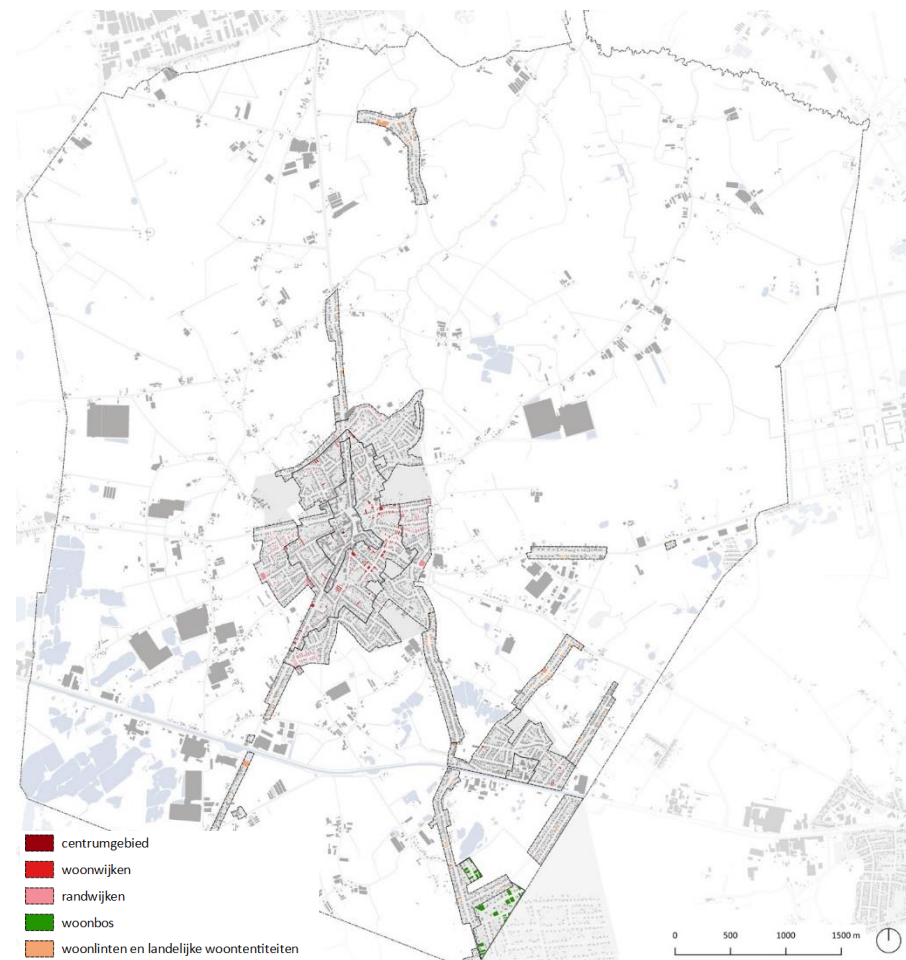 centrumgebied
woonwijken
randwijken
woonbos
woonlinten en landelijke woontentiteiten
0 500 1000 1500 m